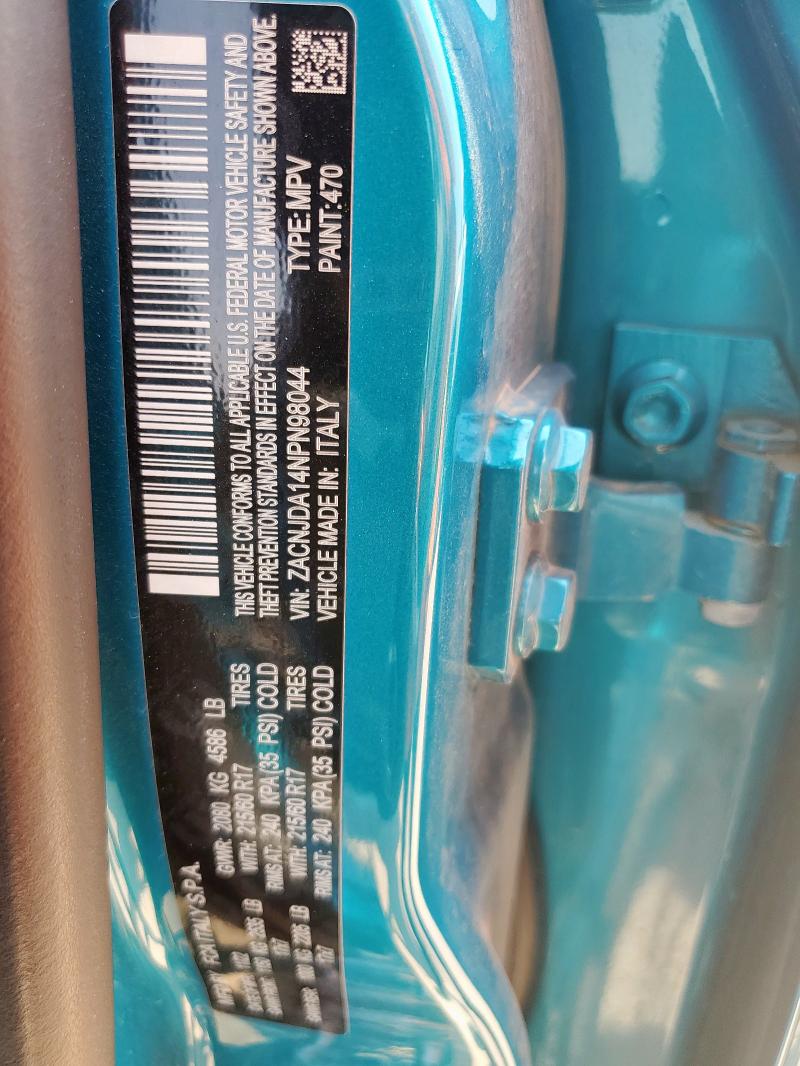 FCA ITALY S.P.A.
GVWR: 2080 KG 4586 LB
WITH: 215/60 R17 TIRES
RIMS AT: 240 KPA (35 PSI) COLD
WITH: 215/60 R17 TIRES
RIMS AT: 240 KPA (35 PSI) COLD
THIS VEHICLE CONFORMS TO ALL APPLICABLE U.S. FEDERAL MOTOR VEHICLE SAFETY AND
THEFT PREVENTION STANDARDS IN EFFECT ON THE DATE OF MANUFACTURE SHOWN ABOVE.
VIN: ZACNJDA14NPN98044 TYPE: MPV
VEHICLE MADE IN: ITALY PAINT: 470